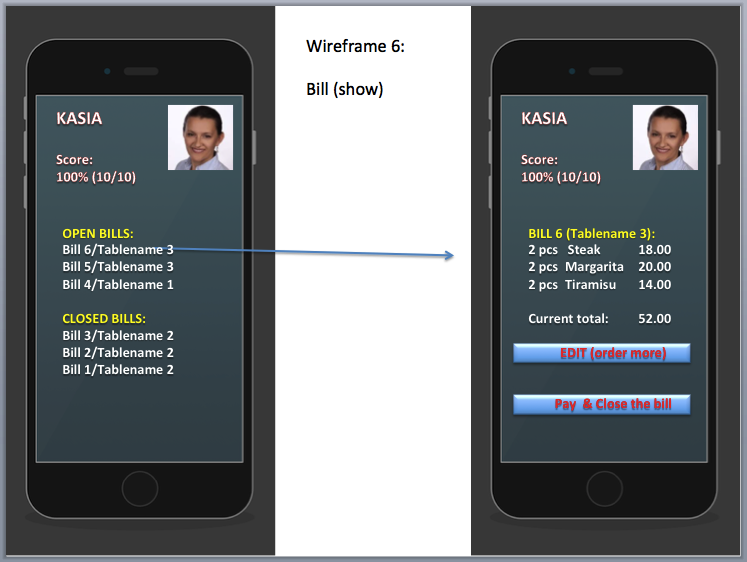 Wireframe 6:
Bill (show)
KASIA
Score:
100% (10/10)
OPEN BILLS:
Bill 6/Tablename 3
Bill 5/Tablename 3
Bill 4/Tablename 1
CLOSED BILLS:
Bill 3/Tablename 2
Bill 2/Tablename 2
Bill 1/Tablename 2
KASIA
Score:
100% (10/10)
BILL 6 (Tablename 3):
2 pcs Steak 18.00
2 pcs Margarita 20.00
2 pcs Tiramisu 14.00
Current total: 52.00
EDIT (order more)
Pay & Close the bill